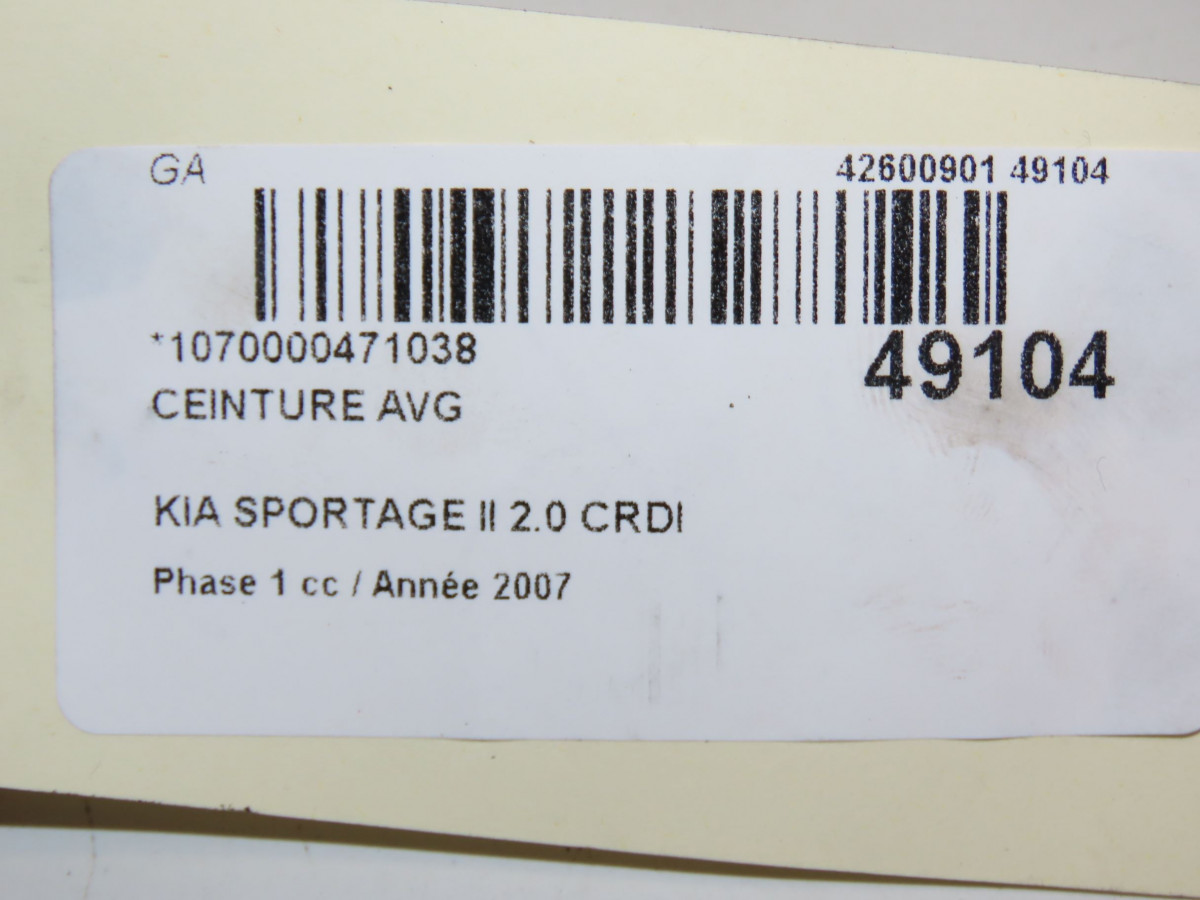 GA 42600901 49104
*1070000471038 49104
CEINTURE AVG
KIA SPORTAGE II 2.0 CRDI
Phase 1 cc / Année 2007